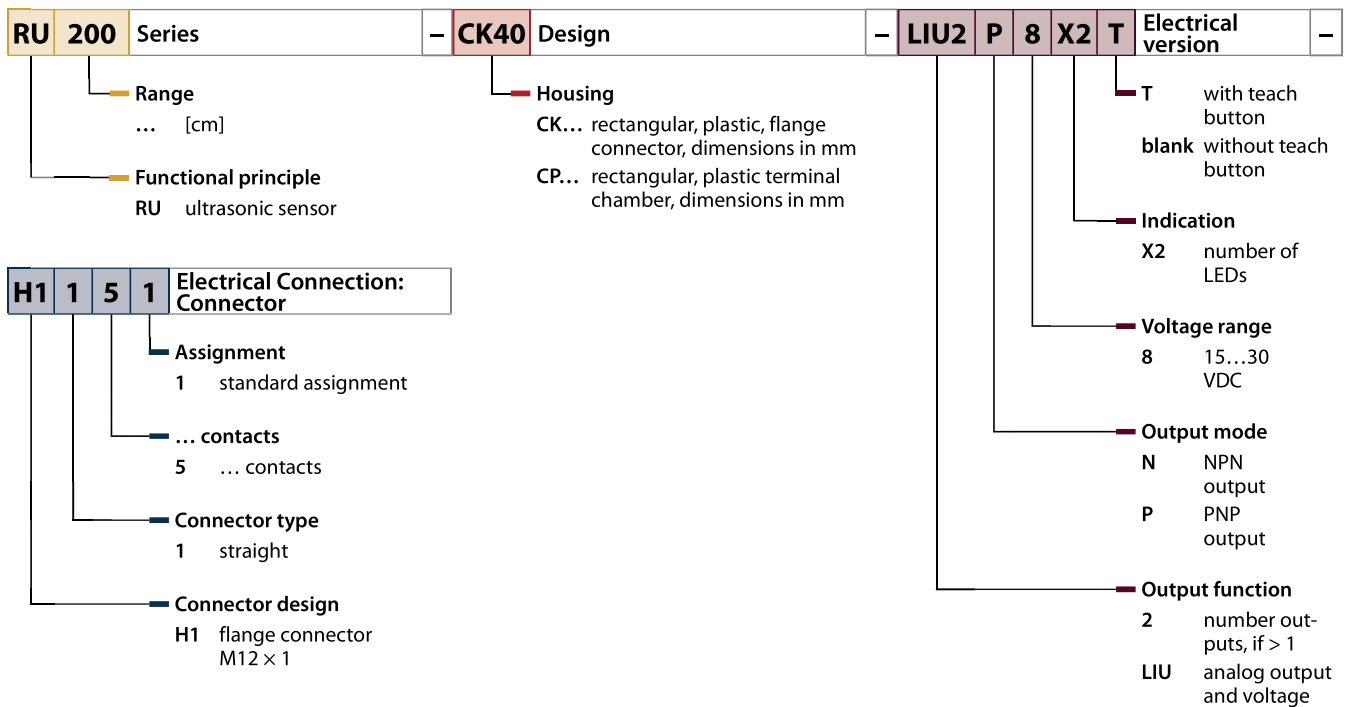 RU 200 Series – CK40 Design – LIU2 P 8 X2 T Electrical version –
Range
… [cm]
Functional principle
RU ultrasonic sensor
Housing
CK… rectangular, plastic, flange
connector, dimensions in mm
CP… rectangular, plastic terminal
chamber, dimensions in mm
T with teach
button
blank without teach
button
Indication
X2 number of
LEDs
Voltage range
8 15…30
VDC
Output mode
N NPN
output
P PNP
output
Output function
2 number out-
puts, if > 1
LIU analog output
and voltage
H1 1 5 1 Electrical Connection:
Connector
Assignment
1 standard assignment
… contacts
5 … contacts
Connector type
1 straight
Connector design
H1 flange connector
M12 × 1